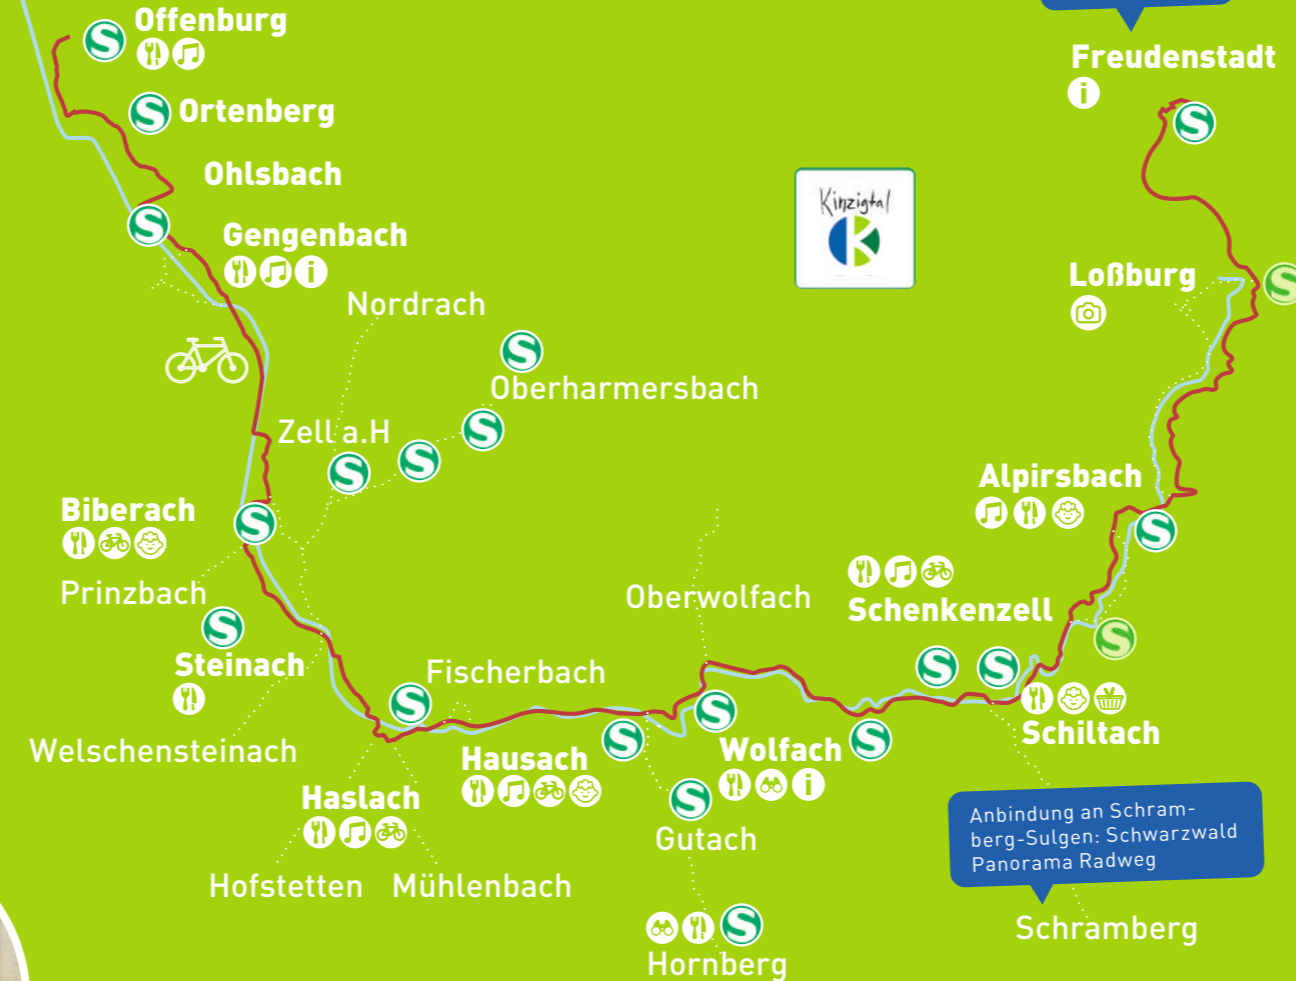 Offenburg
Freudenstadt
i
S
S
Ortenberg
S
Ohlsbach
Kinzigtal
K
S
Gengenbach
i
Loßburg
S
Nordrach
S
Oberharmersbach
Zell a.H
S
S
S
Alpirsbach
Biberach
S
S
Prinzbach
Oberwolfach
Schenkenzell
S
S
Steinach
Fischerbach
S
S
S
Schiltach
Welschensteinach
Hausach
S
S
Wolfach
S
i
Haslach
S
Gutach
Anbindung an Schram-
berg-Sulgen: Schwarzwald
Panorama Radweg
Hofstetten
Mühlenbach
S
Schramberg
Hornberg